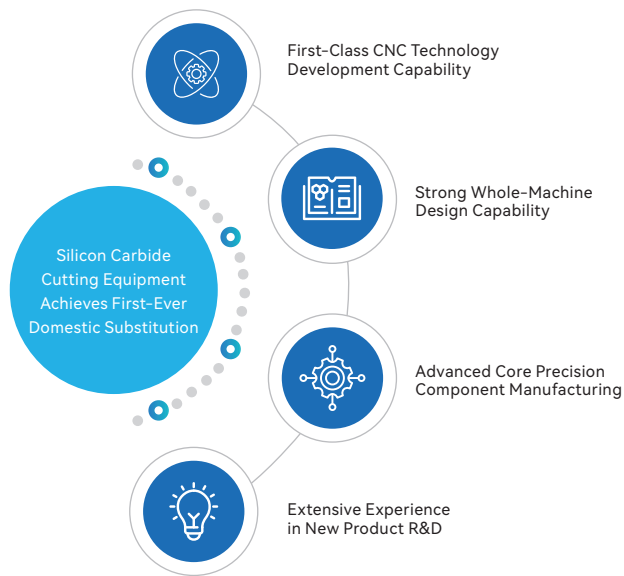 First-Class CNC Technology
Development Capability
Strong Whole-Machine
Design Capability
Silicon Carbide
Cutting Equipment
Achieves First-Ever
Domestic Substitution
Advanced Core Precision
Component Manufacturing
Extensive Experience
in New Product R&D